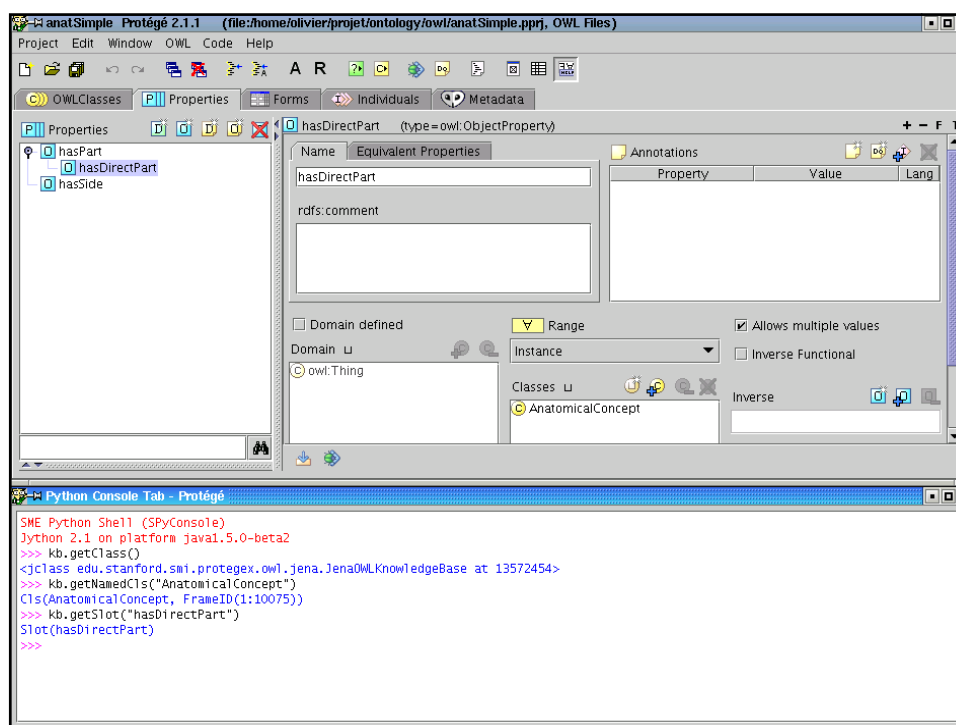 anatSimple Protégé 2.1.1 (file:/home/olivier/projet/ontology/owl/anatSimple.pprj, OWL Files)
Project Edit Window OWL Code Help
OWLClasses Properties Forms Individuals Metadata
Properties
hasPart
hasDirectPart
hasSide
hasDirectPart (type=owl:ObjectProperty) + - F T
Name Equivalent Properties
hasDirectPart
rdfs:comment
Annotations
Property Value Lang
Domain defined
Domain ⊔
owl:Thing
∀ Range
Instance
Classes ⊔
AnatomicalConcept
Allows multiple values
Inverse Functional
Inverse
Python Console Tab - Protégé
SME Python Shell (SPyConsole)
Jython 2.1 on platform java1.5.0-beta2
>>> kb.getClass()
<jclass edu.stanford.smi.protegex.owl.jena.JenaOWLKnowledgeBase at 13572454>
>>> kb.getNamedCls("AnatomicalConcept")
Cls(AnatomicalConcept, FrameID(1:10075))
>>> kb.getSlot("hasDirectPart")
Slot(hasDirectPart)
>>>